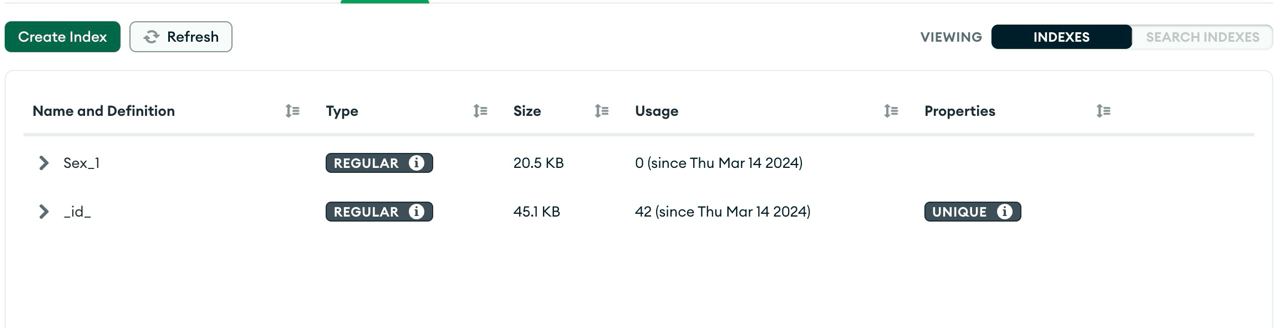 Create Index Refresh VIEWING INDEXES SEARCH INDEXES
Name and Definition Type Size Usage Properties
Sex_1 REGULAR 20.5 KB 0 (since Thu Mar 14 2024)
_id_ REGULAR 45.1 KB 42 (since Thu Mar 14 2024) UNIQUE